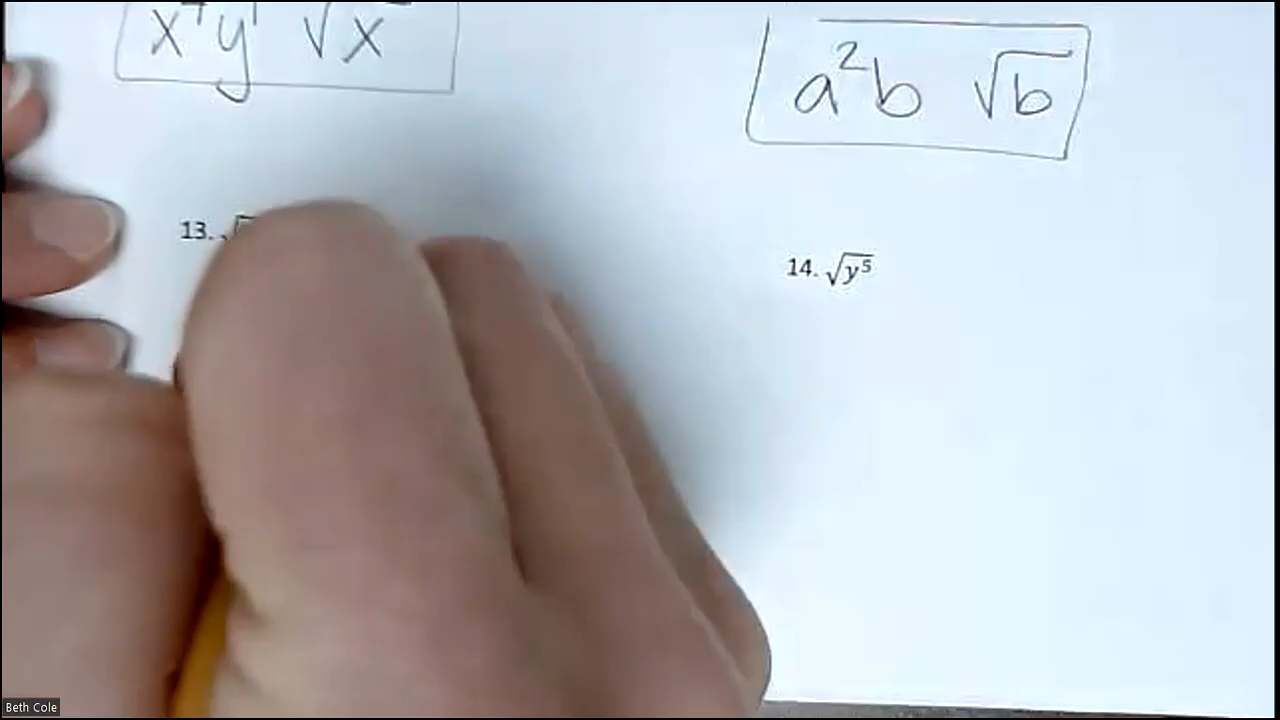 a²b √b
13.
14. √y⁵
Beth Cole